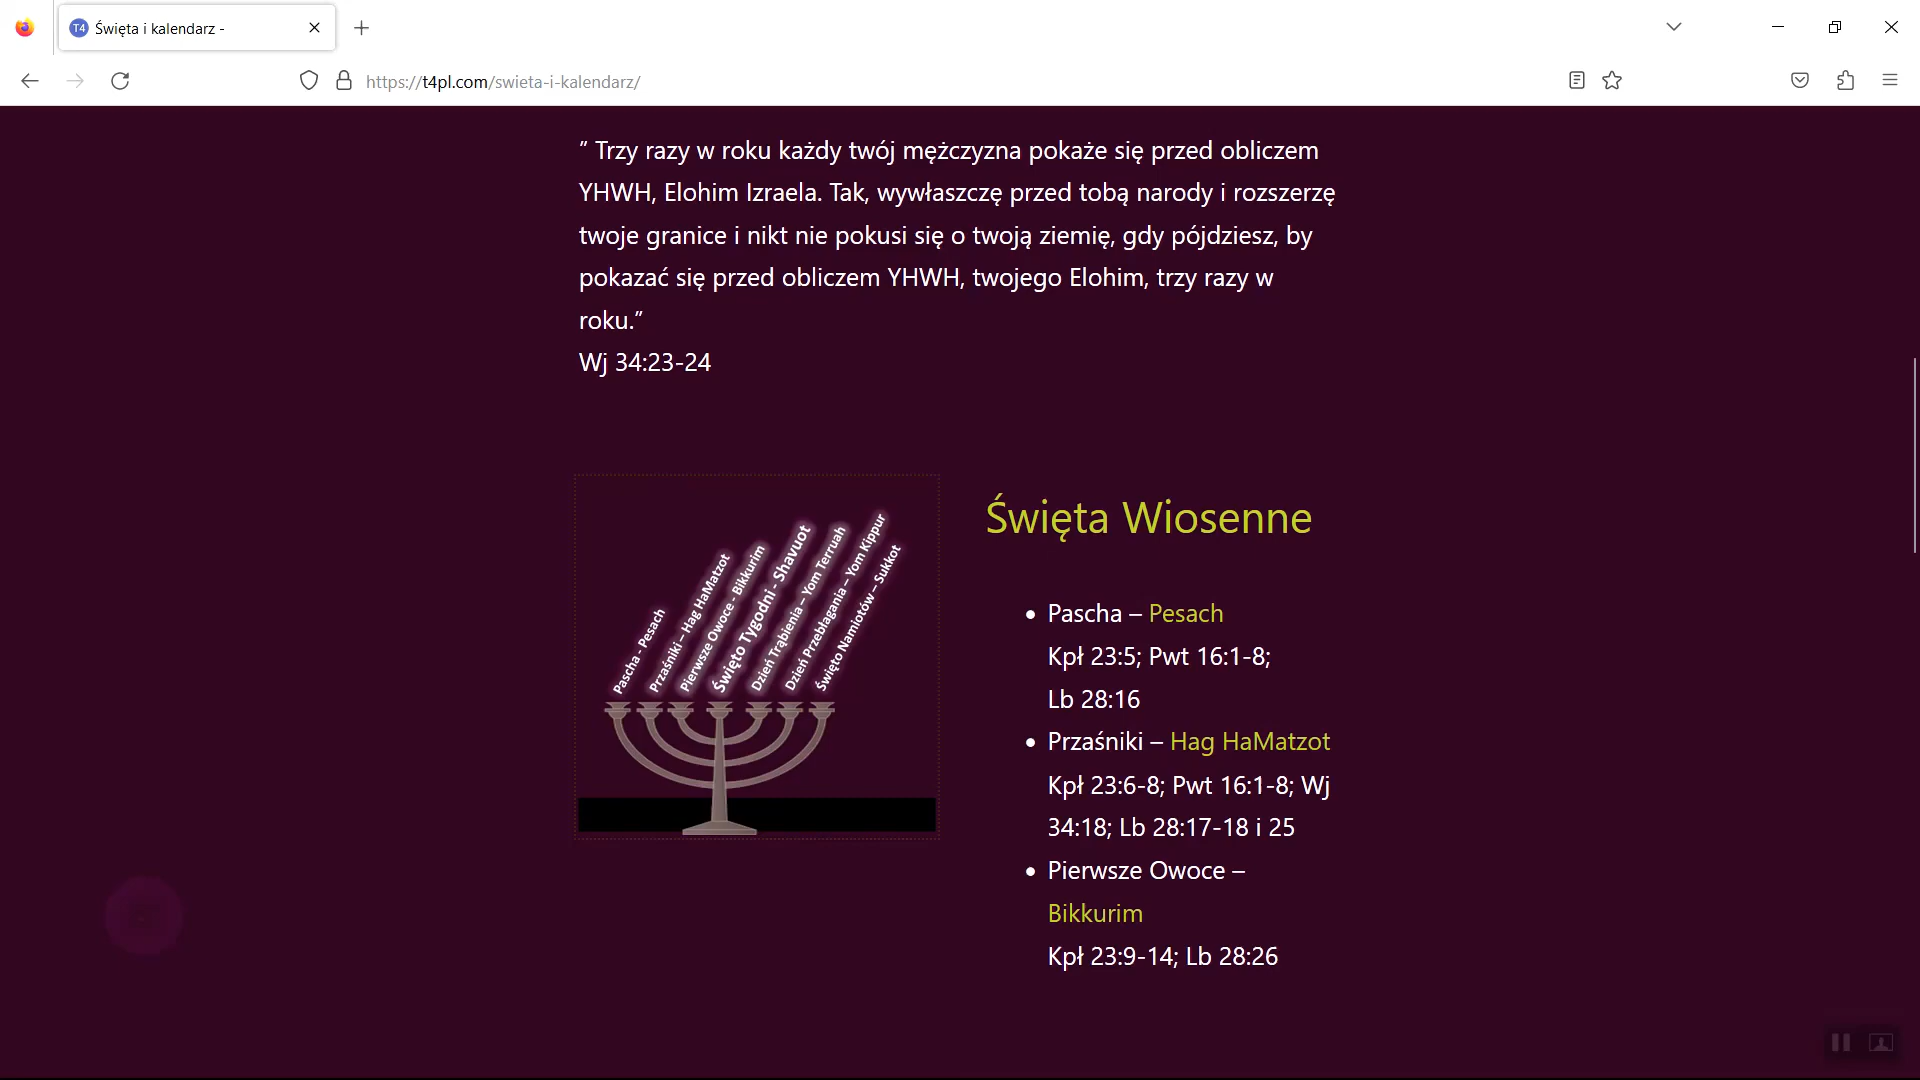 T4 Święta i kalendarz -
https://t4pl.com/swieta-i-kalendarz/
” Trzy razy w roku każdy twój mężczyzna pokaże się przed obliczem
YHWH, Elohim Izraela. Tak, wywłaszczę przed tobą narody i rozszerzę
twoje granice i nikt nie pokusi się o twoją ziemię, gdy pójdziesz, by
pokazać się przed obliczem YHWH, twojego Elohim, trzy razy w
roku.”
Wj 34:23-24
Pascha - Pesach
Przaśniki – Hag HaMatzot
Pierwsze Owoce - Bikkurim
Święto Tygodni - Shavuot
Dzień Trąbienia – Yom Terruah
Dzień Przebłagania – Yom Kippur
Święto Namiotów – Sukkot
Święta Wiosenne
• Pascha – Pesach
Kpł 23:5; Pwt 16:1-8;
Lb 28:16
• Przaśniki – Hag HaMatzot
Kpł 23:6-8; Pwt 16:1-8; Wj
34:18; Lb 28:17-18 i 25
• Pierwsze Owoce –
Bikkurim
Kpł 23:9-14; Lb 28:26